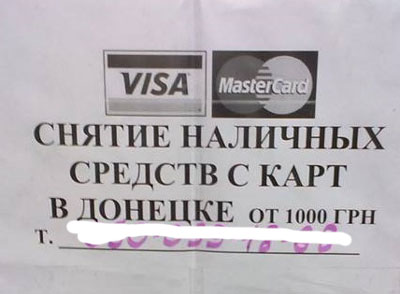 VISA MasterCard
СНЯТИЕ НАЛИЧНЫХ
СРЕДСТВ С КАРТ
В ДОНЕЦКЕ ОТ 1000 ГРН
Т.